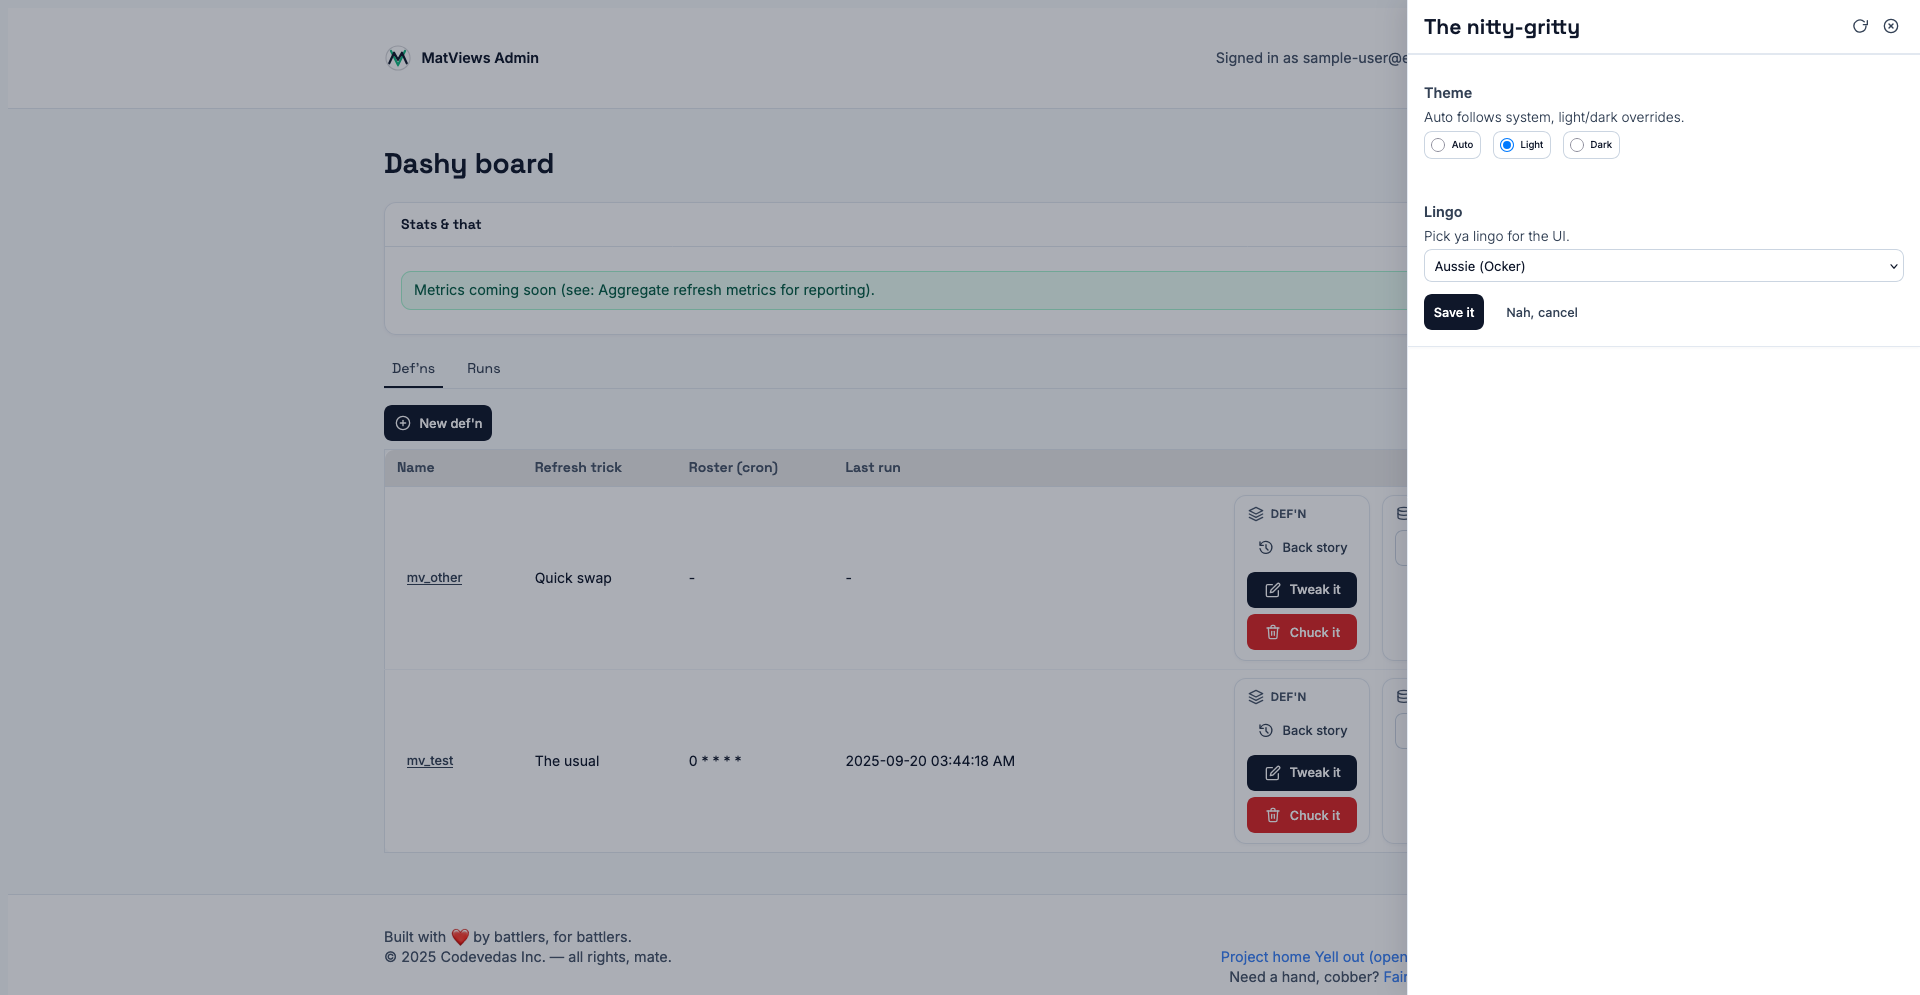 MatViews Admin
Signed in as sample-user@e
The nitty-gritty
Theme
Auto follows system, light/dark overrides.
Auto
Light
Dark
Lingo
Pick ya lingo for the UI.
Aussie (Ocker)
Save it
Nah, cancel
Dashy board
Stats & that
Metrics coming soon (see: Aggregate refresh metrics for reporting).
Def'ns
Runs
New def'n
Name
Refresh trick
Roster (cron)
Last run
mv_other
Quick swap
-
-
DEF'N
Back story
Tweak it
Chuck it
mv_test
The usual
0 * * * *
2025-09-20 03:44:18 AM
DEF'N
Back story
Tweak it
Chuck it
Built with ❤️ by battlers, for battlers.
© 2025 Codevedas Inc. — all rights, mate.
Project home Yell out (open
Need a hand, cobber? Fair